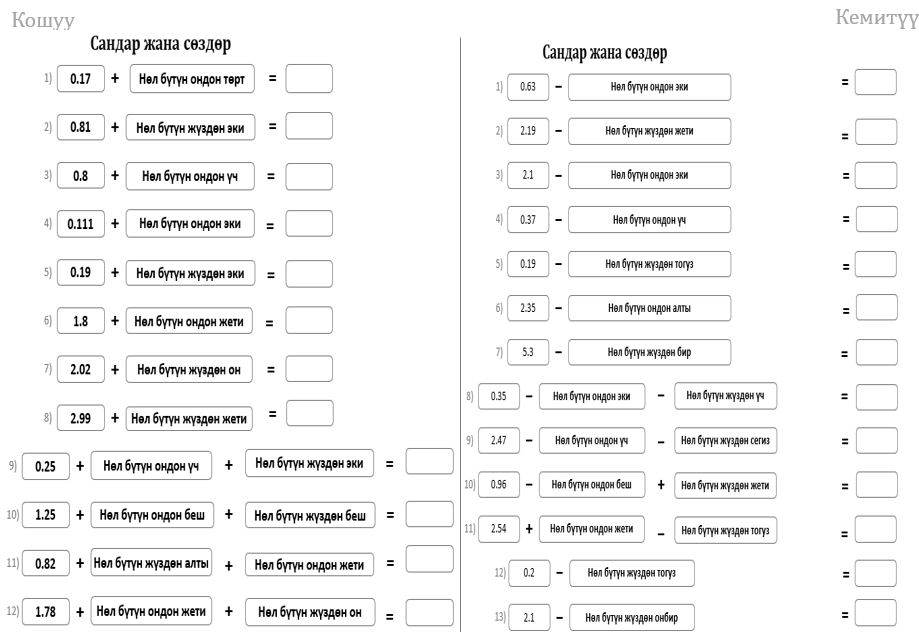 Кошуу
Сандар жана сөздөр
1) 0.17 + Нөл бүтүн ондон төрт =
2) 0.81 + Нөл бүтүн жүздөн эки =
3) 0.8 + Нөл бүтүн ондон үч =
4) 0.111 + Нөл бүтүн ондон эки =
5) 0.19 + Нөл бүтүн жүздөн эки =
6) 1.8 + Нөл бүтүн ондон жети =
7) 2.02 + Нөл бүтүн жүздөн он =
8) 2.99 + Нөл бүтүн жүздөн жети =
9) 0.25 + Нөл бүтүн ондон үч + Нөл бүтүн жүздөн эки =
10) 1.25 + Нөл бүтүн ондон беш + Нөл бүтүн жүздөн беш =
11) 0.82 + Нөл бүтүн жүздөн алты + Нөл бүтүн ондон жети =
12) 1.78 + Нөл бүтүн ондон жети + Нөл бүтүн жүздөн он =
Кемитүү
Сандар жана сөздөр
1) 0.63 − Нөл бүтүн ондон эки =
2) 2.19 − Нөл бүтүн жүздөн жети =
3) 2.1 − Нөл бүтүн ондон эки =
4) 0.37 − Нөл бүтүн ондон үч =
5) 0.19 − Нөл бүтүн жүздөн тогуз =
6) 2.35 − Нөл бүтүн ондон алты =
7) 5.3 − Нөл бүтүн жүздөн бир =
8) 0.35 − Нөл бүтүн ондон эки − Нөл бүтүн жүздөн үч =
9) 2.47 − Нөл бүтүн ондон үч − Нөл бүтүн жүздөн сегиз =
10) 0.96 − Нөл бүтүн ондон беш + Нөл бүтүн жүздөн жети =
11) 2.54 + Нөл бүтүн ондон жети − Нөл бүтүн жүздөн тогуз =
12) 0.2 − Нөл бүтүн жүздөн тогуз =
13) 2.1 − Нөл бүтүн жүздөн онбир =